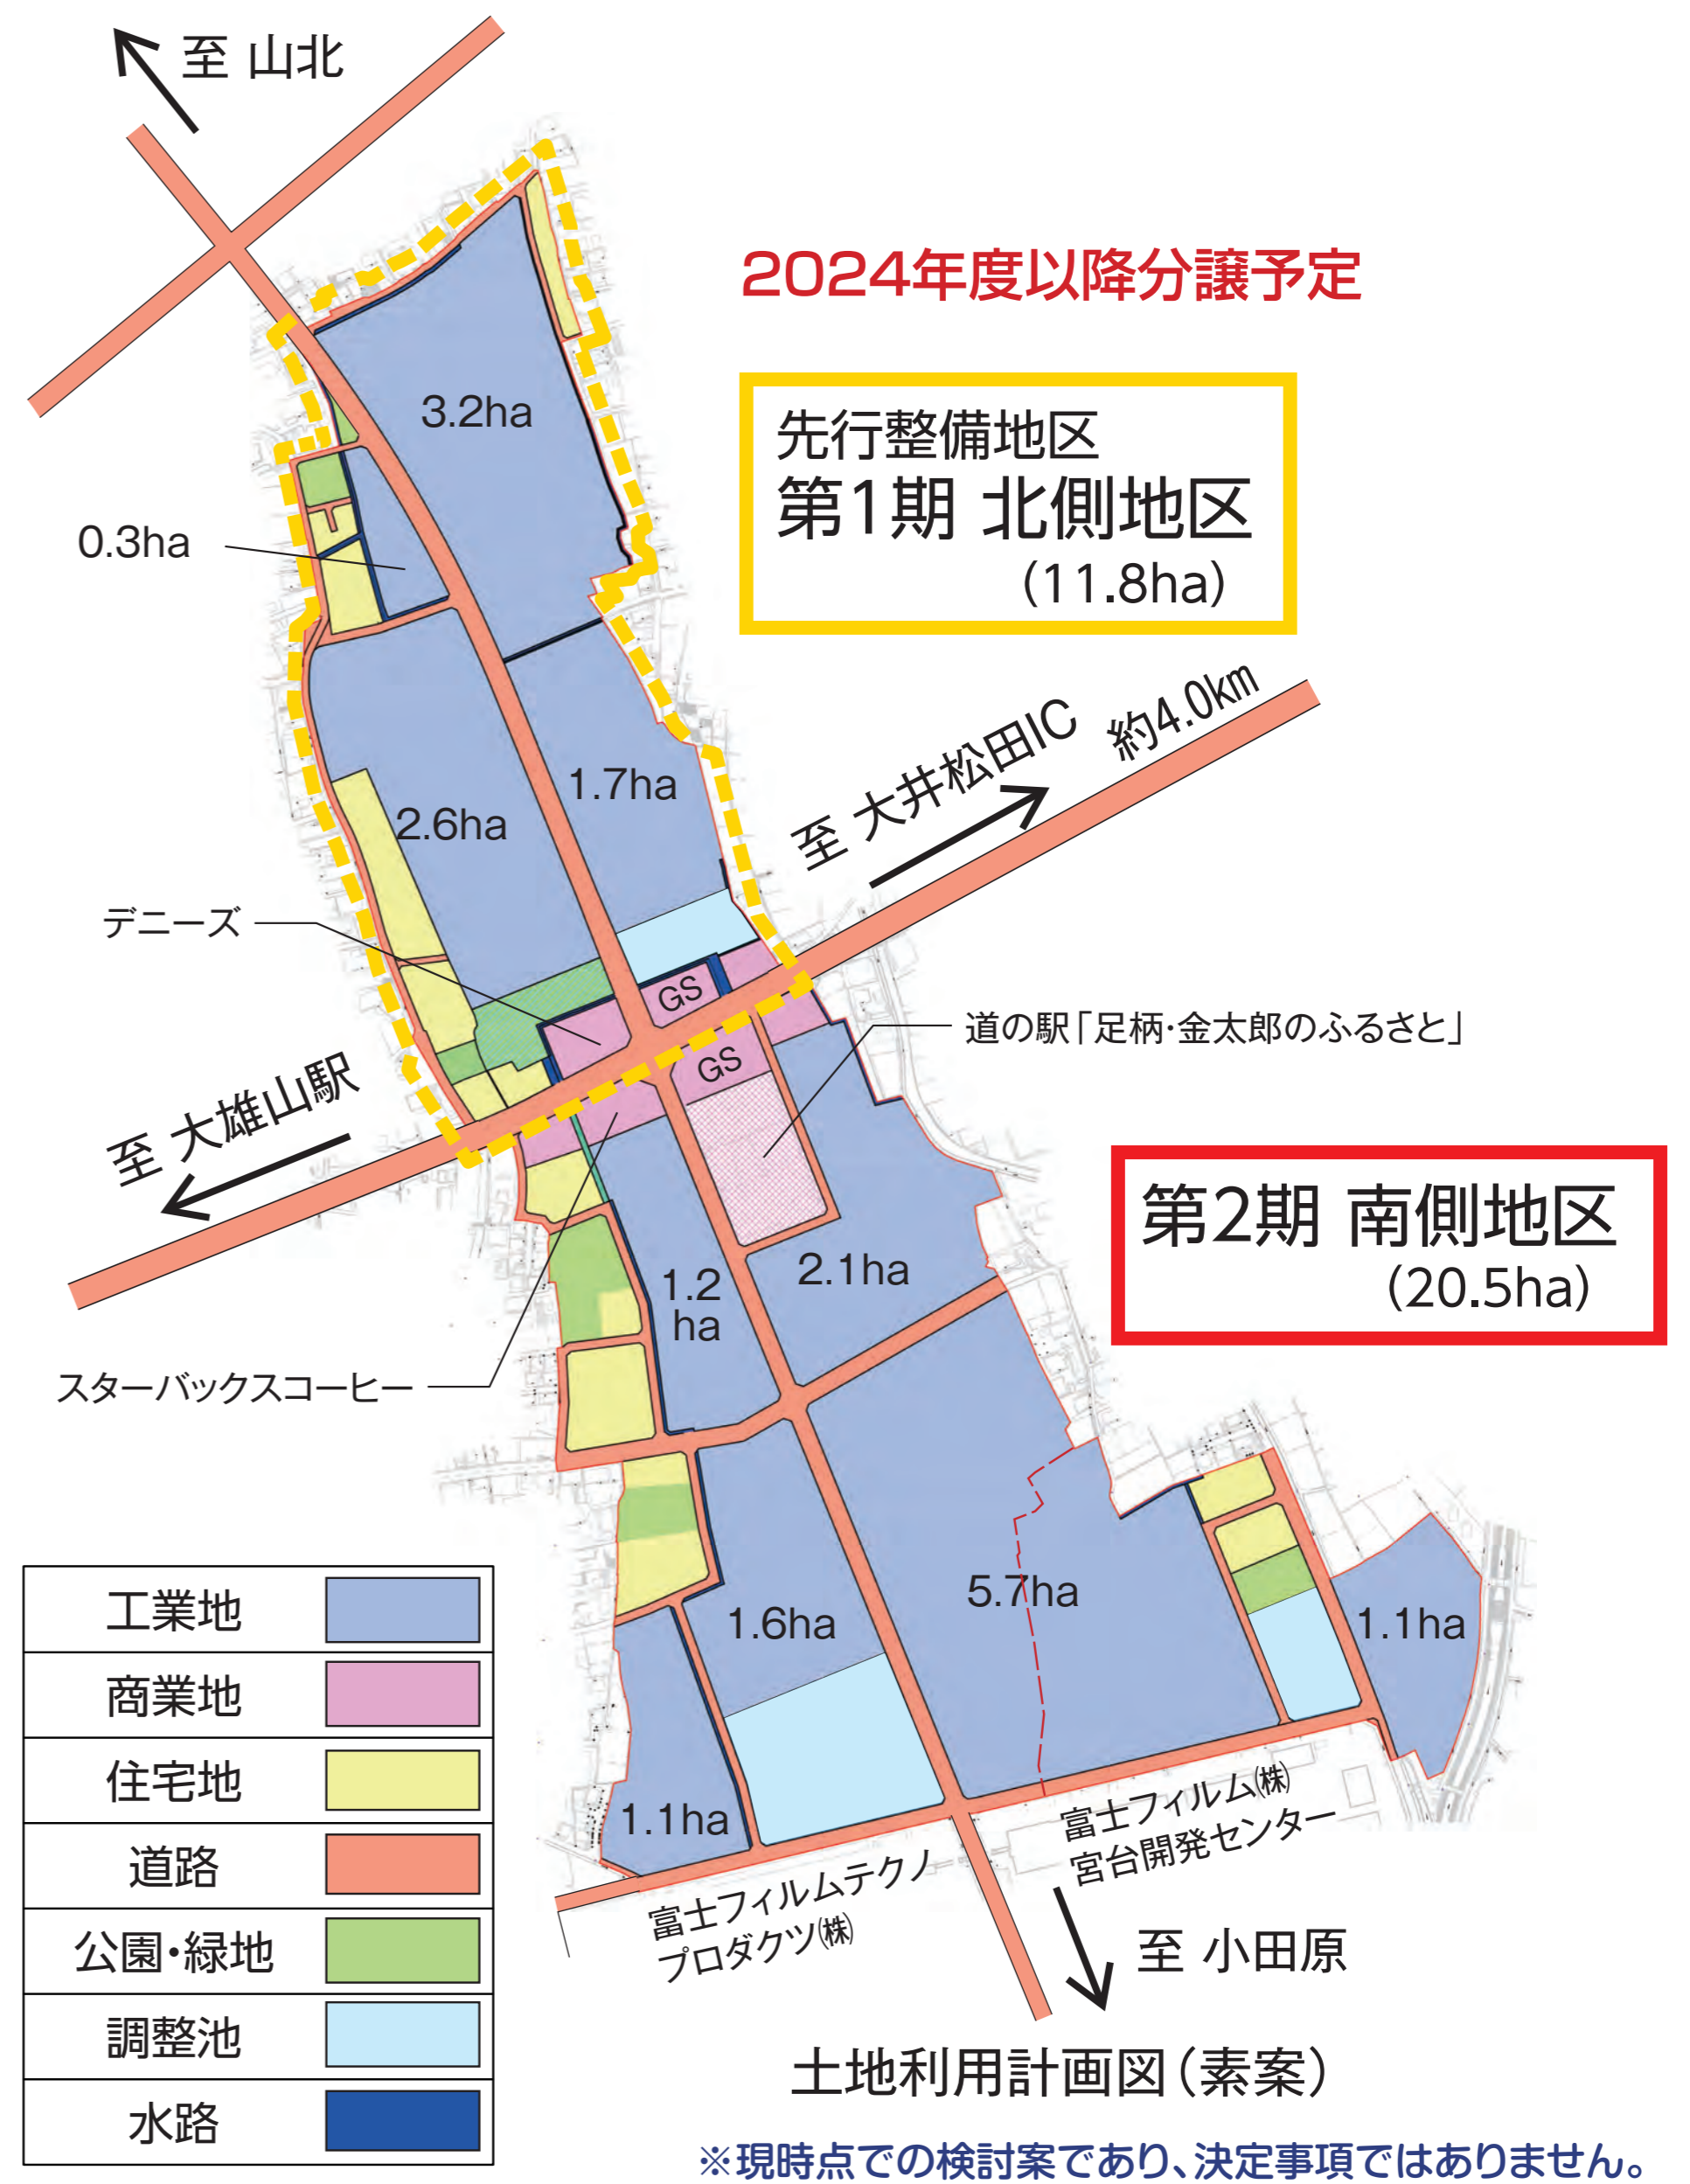 至 山北
2024年度以降分譲予定
先行整備地区
第1期 北側地区
(11.8ha)
3.2ha
0.3ha
至 大井松田IC 約4.0km
1.7ha
2.6ha
デニーズ
GS
道の駅「足柄・金太郎のふるさと」
GS
至 大雄山駅
第2期 南側地区
(20.5ha)
2.1ha
1.2
ha
スターバックスコーヒー
5.7ha
1.6ha
1.1ha
1.1ha
富士フィルム㈱
宮台開発センター
富士フィルムテクノ
プロダクツ㈱
至 小田原
工業地
商業地
住宅地
道路
公園・緑地
調整池
水路
土地利用計画図（素案）
※現時点での検討案であり、決定事項ではありません。